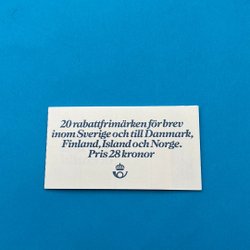 20 rabattfrimärken för brev
inom Sverige och till Danmark,
Finland, Island och Norge.
Pris 28 kronor